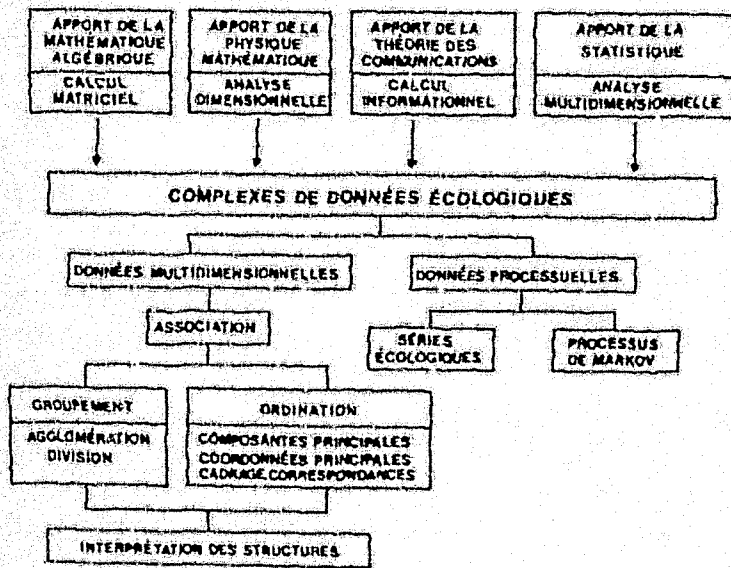 APPORT DE LA
MATHÉMATIQUE
ALGÉBRIQUE
CALCUL
MATRICIEL
APPORT DE LA
PHYSIQUE
MATHÉMATIQUE
ANALYSE
DIMENSIONNELLE
APPORT DE LA
THÉORIE DES
COMMUNICATIONS
CALCUL
INFORMATIONNEL
APPORT DE LA
STATISTIQUE
ANALYSE
MULTIDIMENSIONNELLE
COMPLEXES DE DONNÉES ÉCOLOGIQUES
DONNÉES MULTIDIMENSIONNELLES
DONNÉES PROCESSUELLES
ASSOCIATION
SÉRIES
ÉCOLOGIQUES
PROCESSUS
DE MARKOV
GROUPEMENT
AGGLOMÉRATION
DIVISION
ORDINATION
COMPOSANTES PRINCIPALES
COORDONNÉES PRINCIPALES
CADRAGE, CORRESPONDANCES
INTERPRÉTATION DES STRUCTURES